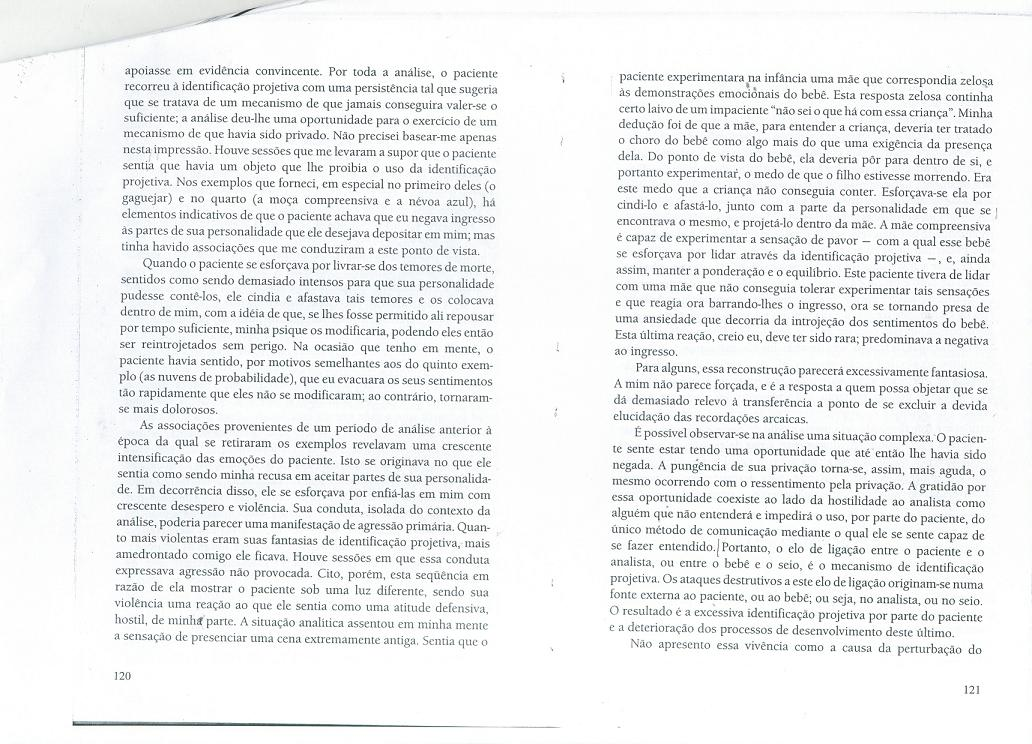 apoiasse em evidência convincente. Por toda a análise, o paciente
recorreu à identificação projetiva com uma persistência tal que sugeria
que se tratava de um mecanismo de que jamais conseguira valer-se o
suficiente; a análise deu-lhe uma oportunidade para o exercício de um
mecanismo de que havia sido privado. Não precisei basear-me apenas
nesta impressão. Houve sessões que me levaram a supor que o paciente
sentia que havia um objeto que lhe proibia o uso da identificação
projetiva. Nos exemplos que forneci, em especial no primeiro deles (o
gaguejar) e no quarto (a moça compreensiva e a névoa azul), há
elementos indicativos de que o paciente achava que eu negava ingresso
às partes de sua personalidade que ele desejava depositar em mim; mas
tinha havido associações que me conduziram a este ponto de vista.
Quando o paciente se esforçava por livrar-se dos temores de morte,
sentidos como sendo demasiado intensos para que sua personalidade
pudesse contê-los, ele cindia e afastava tais temores e os colocava
dentro de mim, com a idéia de que, se lhes fosse permitido ali repousar
por tempo suficiente, minha psique os modificaria, podendo eles então
ser reintrojetados sem perigo. Na ocasião que tenho em mente, o
paciente havia sentido, por motivos semelhantes aos do quinto exem-
plo (as nuvens de probabilidade), que eu evacuara os seus sentimentos
tão rapidamente que eles não se modificaram; ao contrário, tornaram-
se mais dolorosos.
As associações provenientes de um período de análise anterior à
época da qual se retiraram os exemplos revelavam uma crescente
intensificação das emoções do paciente. Isto se originava no que ele
sentia como sendo minha recusa em aceitar partes de sua personalida-
de. Em decorrência disso, ele se esforçava por enfiá-las em mim com
crescente desespero e violência. Sua conduta, isolada do contexto da
análise, poderia parecer uma manifestação de agressão primária. Quan-
to mais violentas eram suas fantasias de identificação projetiva, mais
amedrontado comigo ele ficava. Houve sessões em que essa conduta
expressava agressão não provocada. Cito, porém, esta seqüência em
razão de ela mostrar o paciente sob uma luz diferente, sendo sua
violência uma reação ao que ele sentia como uma atitude defensiva,
hostil, de minha parte. A situação analítica assentou em minha mente
a sensação de presenciar uma cena extremamente antiga. Sentia que o
120
paciente experimentara na infância uma mãe que correspondia zelosa
às demonstrações emocionais do bebê. Esta resposta zelosa continha
certo laivo de um impaciente “não sei o que há com essa criança”. Minha
dedução foi de que a mãe, para entender a criança, deveria ter tratado
o choro do bebê como algo mais do que uma exigência da presença
dela. Do ponto de vista do bebê, ela deveria pôr para dentro de si, e
portanto experimentar, o medo de que o filho estivesse morrendo. Era
este medo que a criança não conseguia conter. Esforçava-se ela por
cindi-lo e afastá-lo, junto com a parte da personalidade em que se
encontrava o mesmo, e projetá-lo dentro da mãe. A mãe compreensiva
é capaz de experimentar a sensação de pavor — com a qual esse bebê
se esforçava por lidar através da identificação projetiva —, e, ainda
assim, manter a ponderação e o equilíbrio. Este paciente tivera de lidar
com uma mãe que não conseguia tolerar experimentar tais sensações
e que reagia ora barrando-lhes o ingresso, ora se tornando presa de
uma ansiedade que decorria da introjeção dos sentimentos do bebê.
Esta última reação, creio eu, deve ter sido rara; predominava a negativa
ao ingresso.
Para alguns, essa reconstrução parecerá excessivamente fantasiosa.
A mim não parece forçada, e é a resposta a quem possa objetar que se
dá demasiado relevo à transferência a ponto de se excluir a devida
elucidação das recordações arcaicas.
É possível observar-se na análise uma situação complexa. O pacien-
te sente estar tendo uma oportunidade que até então lhe havia sido
negada. A pungência de sua privação torna-se, assim, mais aguda, o
mesmo ocorrendo com o ressentimento pela privação. A gratidão por
essa oportunidade coexiste ao lado da hostilidade ao analista como
alguém que não entenderá e impedirá o uso, por parte do paciente, do
único método de comunicação mediante o qual ele se sente capaz de
se fazer entendido. Portanto, o elo de ligação entre o paciente e o
analista, ou entre o bebê e o seio, é o mecanismo de identificação
projetiva. Os ataques destrutivos a este elo de ligação originam-se numa
fonte externa ao paciente, ou ao bebê; ou seja, no analista, ou no seio.
O resultado é a excessiva identificação projetiva por parte do paciente
e a deterioração dos processos de desenvolvimento deste último.
Não apresento essa vivência como a causa da perturbação do
121